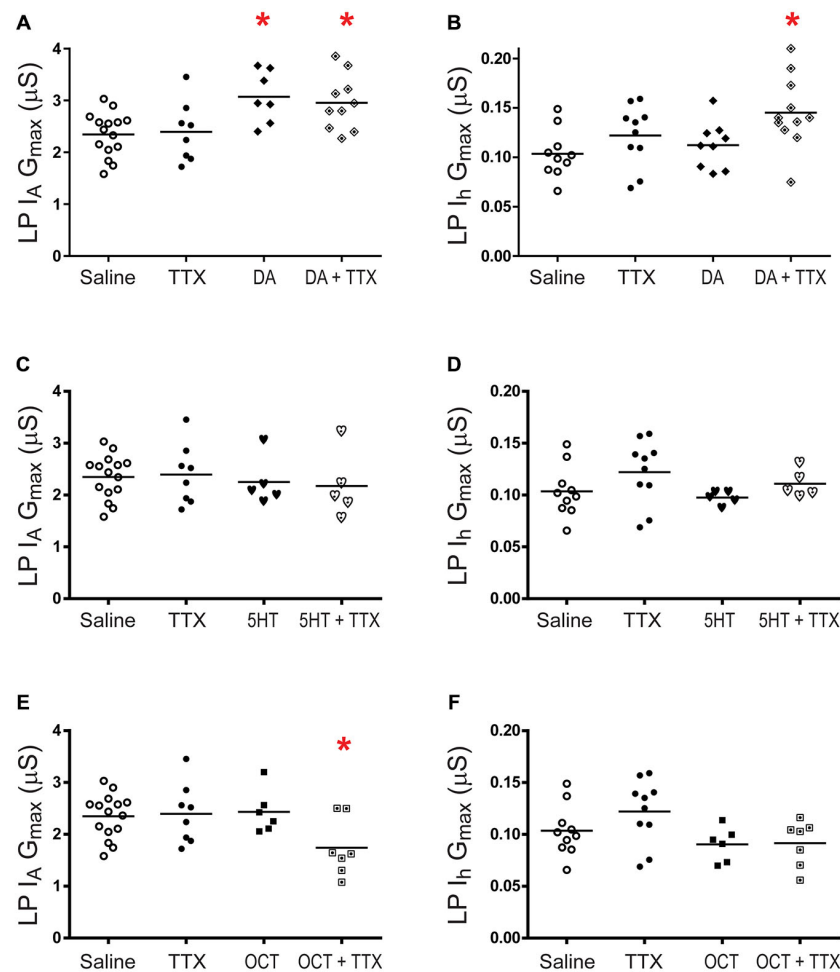 A
*
*
LP IA Gmax (μS)
4
3
2
1
0
Saline TTX DA DA + TTX
B
*
LP Ih Gmax (μS)
0.20
0.15
0.10
0.05
0.00
Saline TTX DA DA + TTX
C
LP IA Gmax (μS)
4
3
2
1
0
Saline TTX 5HT 5HT + TTX
D
LP Ih Gmax (μS)
0.20
0.15
0.10
0.05
0.00
Saline TTX 5HT 5HT + TTX
E
*
LP IA Gmax (μS)
4
3
2
1
0
Saline TTX OCT OCT + TTX
F
LP Ih Gmax (μS)
0.20
0.15
0.10
0.05
0.00
Saline TTX OCT OCT + TTX